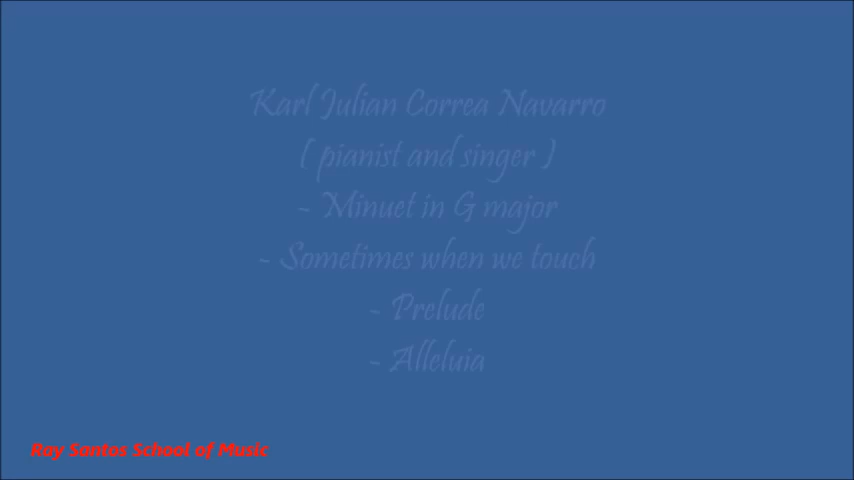 Karl Julian Correa Navarro
( pianist and singer )
- Minuet in G major
- Sometimes when we touch
- Prelude
- Alleluia
Ray Santos School of Music